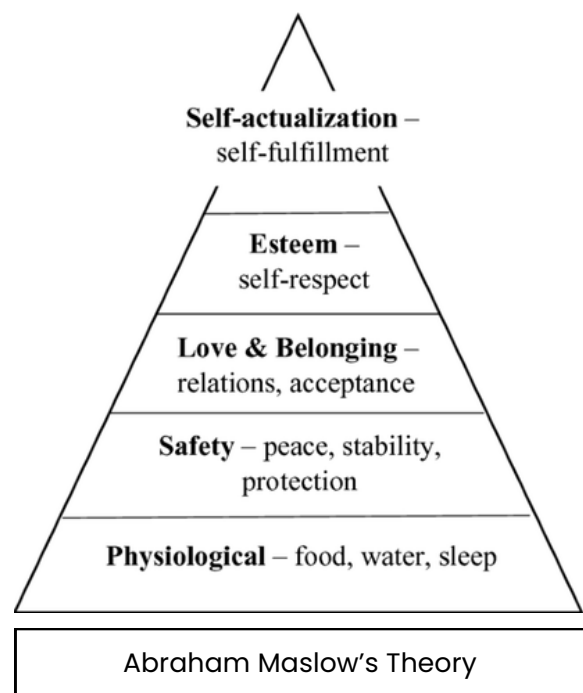 Self-actualization –
self-fulfillment
Esteem –
self-respect
Love & Belonging –
relations, acceptance
Safety – peace, stability,
protection
Physiological – food, water, sleep
Abraham Maslow’s Theory